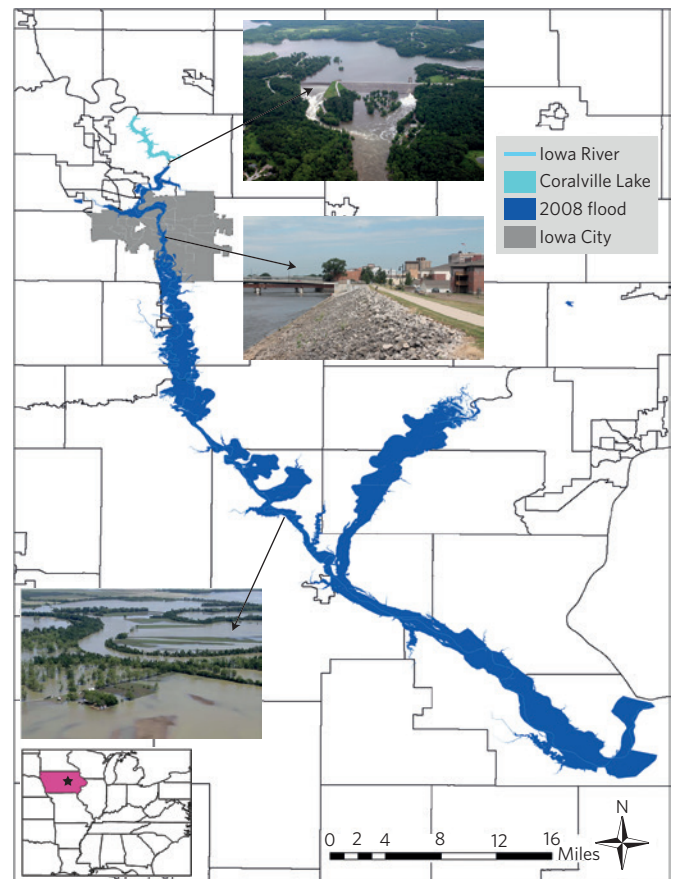 Iowa River
Coralville Lake
2008 flood
Iowa City
N
0 2 4 8 12 16
Miles